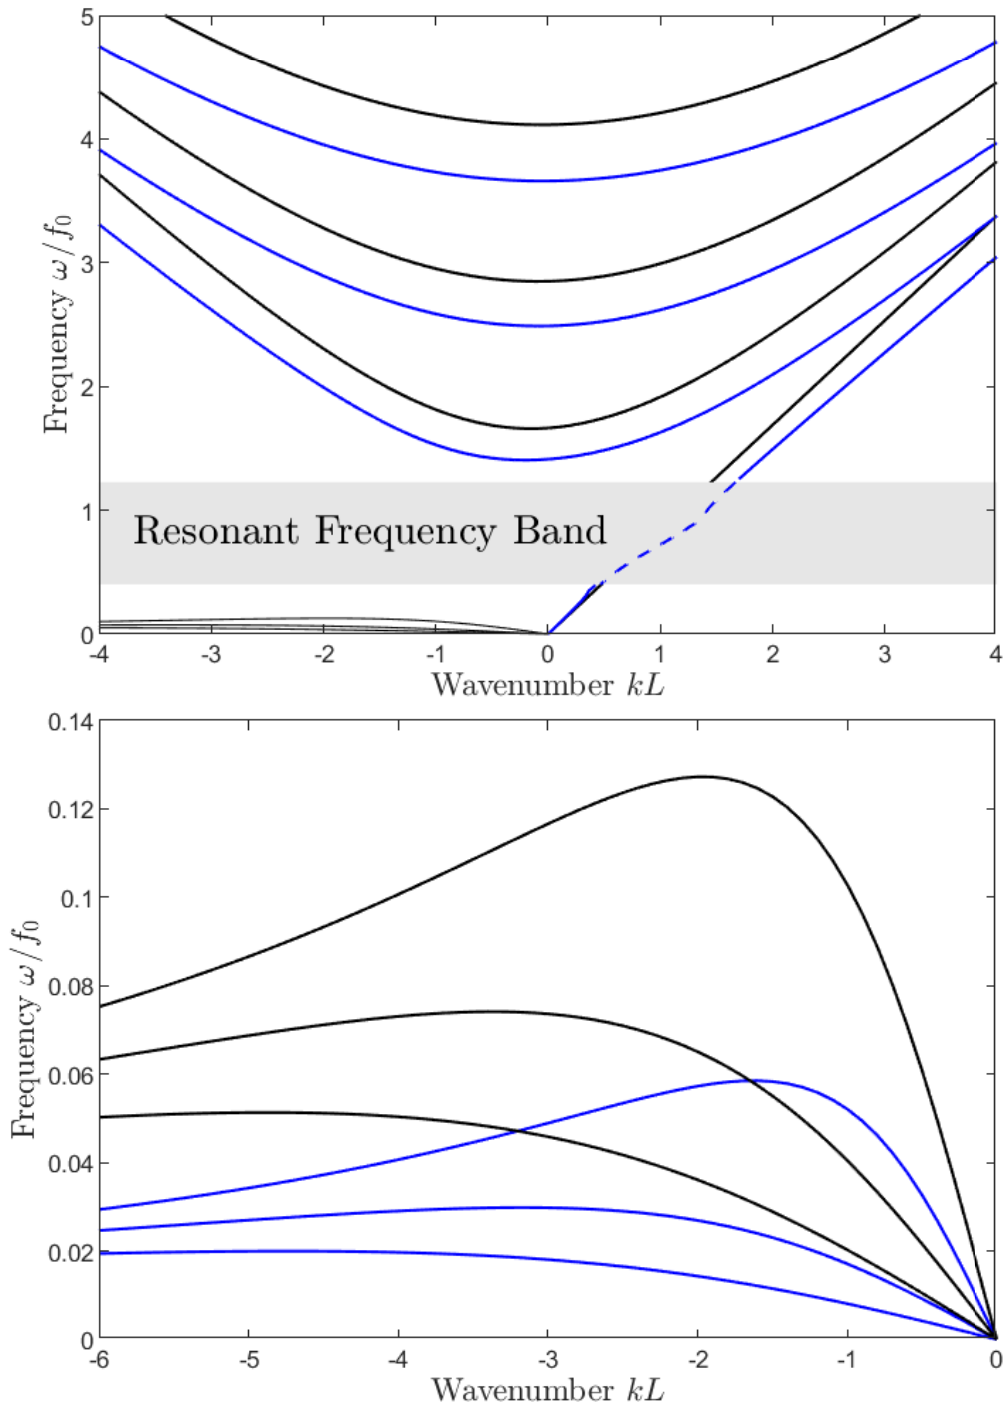 5
4
3
2
1
0
Frequency ω/f₀
Resonant Frequency Band
-4 -3 -2 -1 0 1 2 3 4
Wavenumber kL
0.14
0.12
0.1
0.08
0.06
0.04
0.02
0
Frequency ω/f₀
-6 -5 -4 -3 -2 -1 0
Wavenumber kL